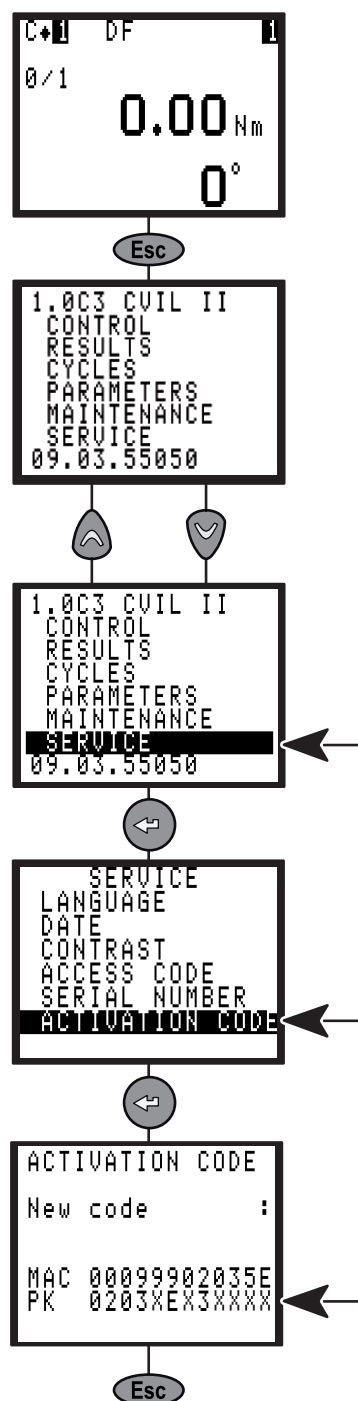 C♦1 DF 1
0/1
0.00 Nm
0°
Esc
1.0C3 CVIL II
CONTROL
RESULTS
CYCLES
PARAMETERS
MAINTENANCE
SERVICE
09.03.55050
1.0C3 CVIL II
CONTROL
RESULTS
CYCLES
PARAMETERS
MAINTENANCE
SERVICE
09.03.55050
SERVICE
LANGUAGE
DATE
CONTRAST
ACCESS CODE
SERIAL NUMBER
ACTIVATION CODE
ACTIVATION CODE
New code :
MAC 00099902035E
PK 0203XEX3XXXX
Esc